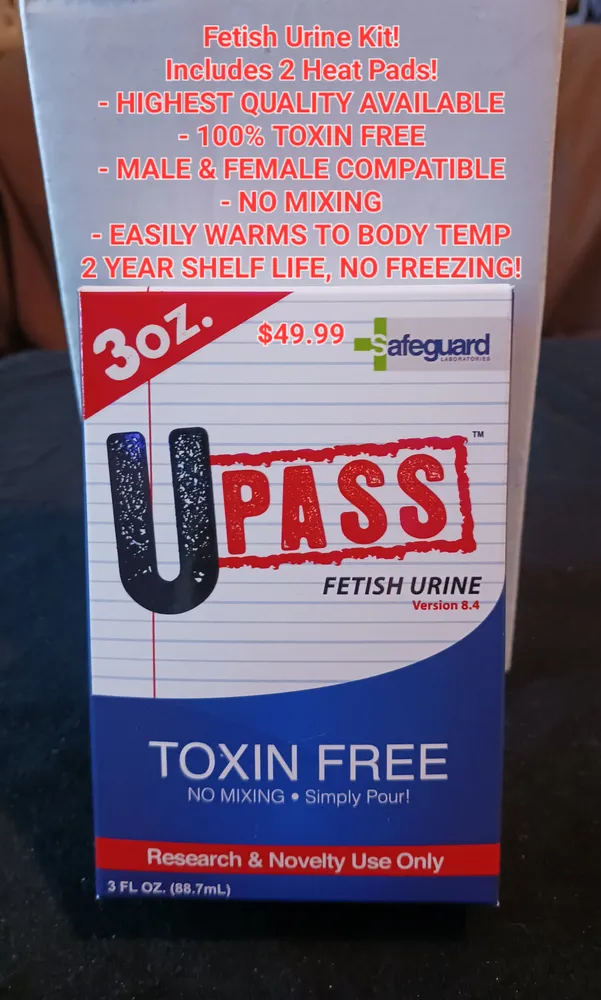 Fetish Urine Kit!
Includes 2 Heat Pads!
- HIGHEST QUALITY AVAILABLE
- 100% TOXIN FREE
- MALE & FEMALE COMPATIBLE
- NO MIXING
- EASILY WARMS TO BODY TEMP
2 YEAR SHELF LIFE, NO FREEZING!
3oz.
$49.99
Safeguard
LABORATORIES
UPASS™
FETISH URINE
Version 8.4
TOXIN FREE
NO MIXING • Simply Pour!
Research & Novelty Use Only
3 FL OZ. (88.7mL)